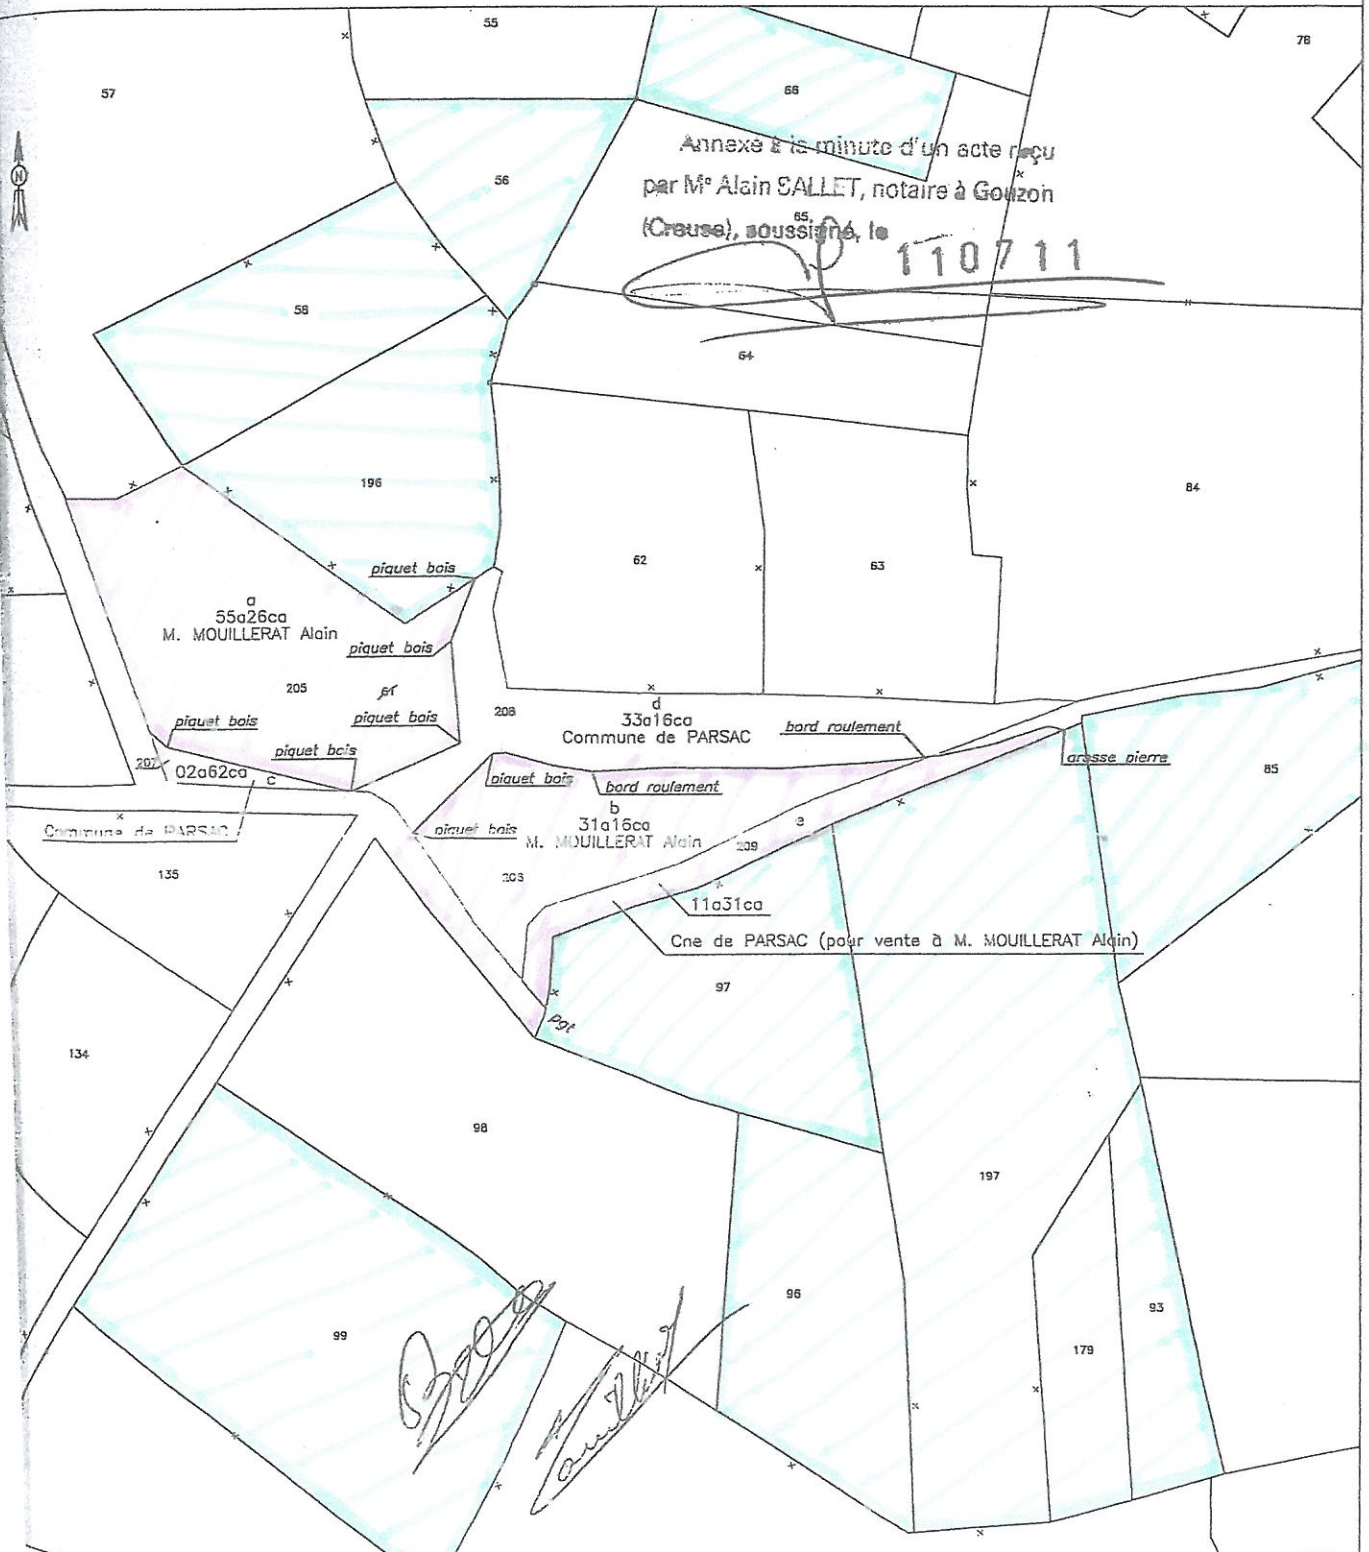 55
76
57
66
N
Annexé à la minute d'un acte reçu
par Me Alain SALLET, notaire à Gouzon
(Creuse), soussigné, le
110711
65
56
58
64
196
84
62
63
piquet bois
a
55a26ca
M. MOUILLERAT Alain
piquet bois
205
piquet bois
piquet bois
piquet bois
207
02a62ca
c
Commune de PARSAC
206
d
33a16ca
Commune de PARSAC
bord roulement
grosse pierre
85
piquet bois
bord roulement
b
31a16ca
M. MOUILLERAT Alain
piquet bois
e
209
135
11a31ca
Cne de PARSAC (pour vente à M. MOUILLERAT Alain)
97
pgt
134
98
197
96
93
99
179